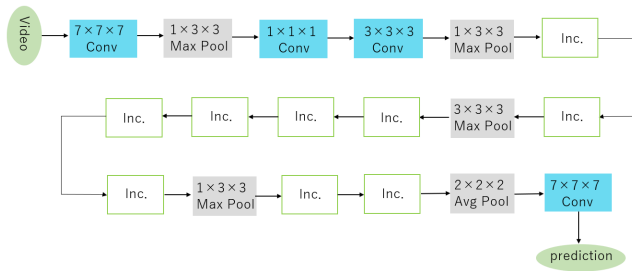 Video
7×7×7
Conv
1×3×3
Max Pool
1×1×1
Conv
3×3×3
Conv
1×3×3
Max Pool
Inc.
Inc.
Inc.
Inc.
Inc.
3×3×3
Max Pool
Inc.
Inc.
1×3×3
Max Pool
Inc.
Inc.
2×2×2
Avg Pool
7×7×7
Conv
prediction